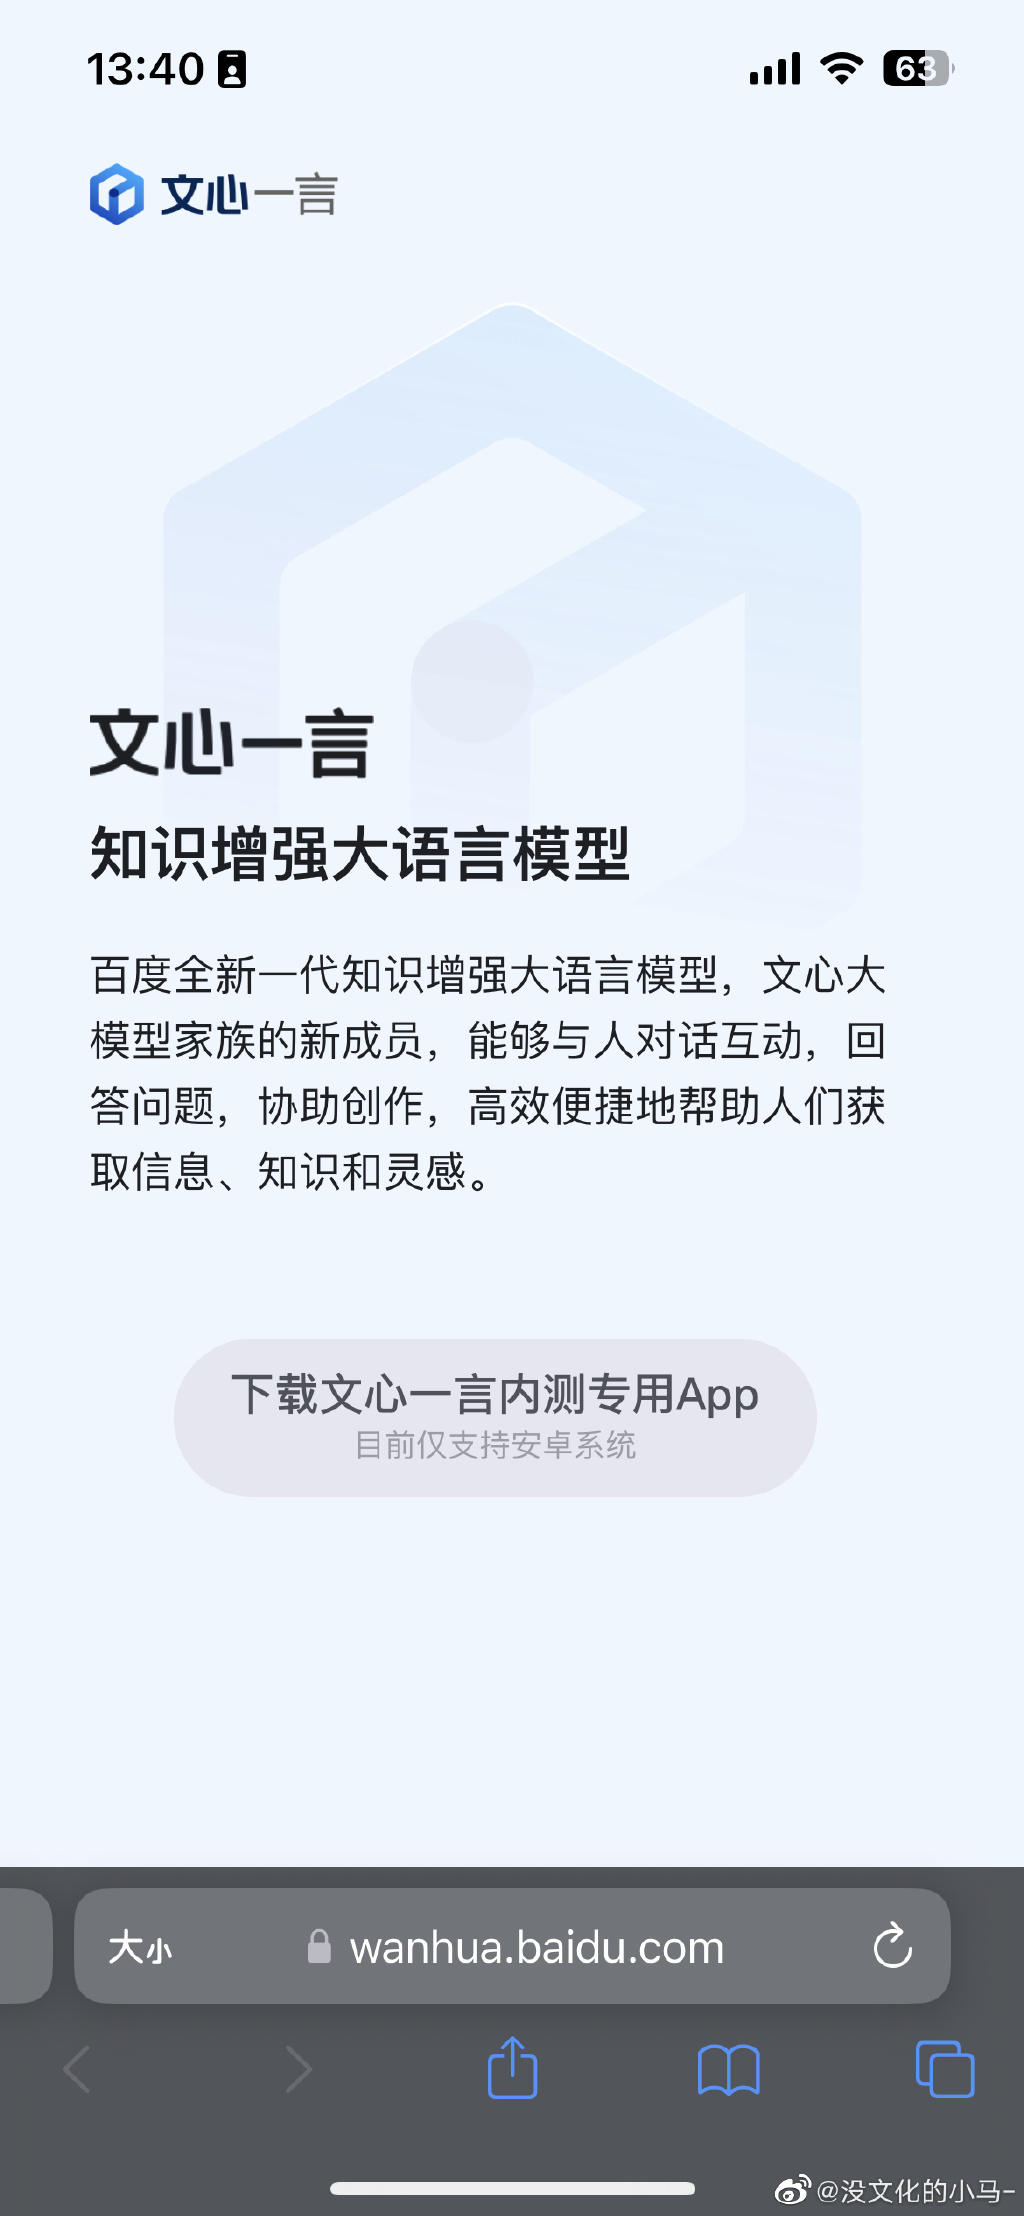 13:40
63
文心一言
文心一言
知识增强大语言模型
百度全新一代知识增强大语言模型，文心大
模型家族的新成员，能够与人对话互动，回
答问题，协助创作，高效便捷地帮助人们获
取信息、知识和灵感。
下载文心一言内测专用App
目前仅支持安卓系统
大小 wanhua.baidu.com
@没文化的小马-